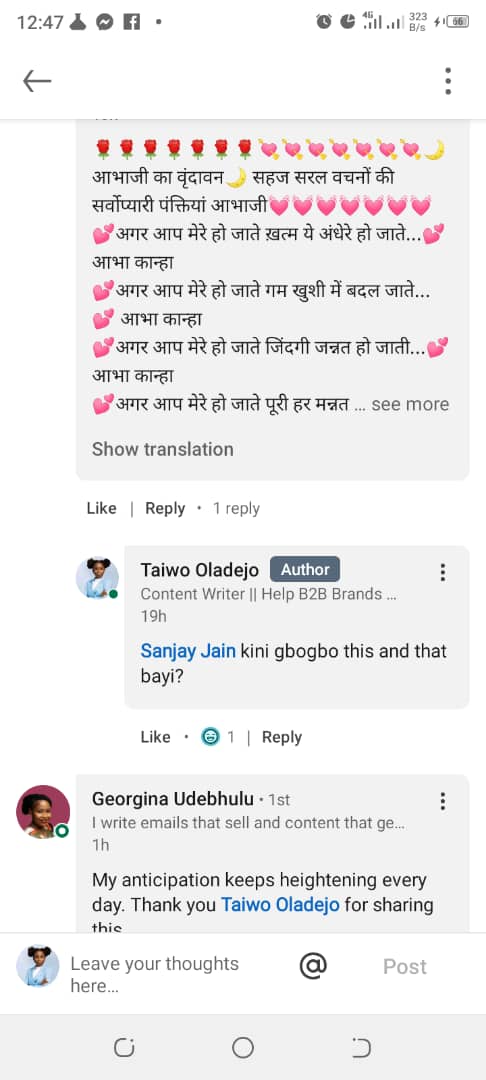 12:47
4G
323
B/s
66
🌹🌹🌹🌹🌹🌹🌹💘💘💘💘💘💘💘🌙
आभाजी का वृंदावन🌙 सहज सरल वचनों की
सर्वोप्यारी पंक्तियां आभाजी💓💓💓💓💓💓💓
💕अगर आप मेरे हो जाते ख़त्म ये अंधेरे हो जाते...💕
आभा कान्हा
💕अगर आप मेरे हो जाते गम खुशी में बदल जाते...
💕 आभा कान्हा
💕अगर आप मेरे हो जाते जिंदगी जन्नत हो जाती...💕
आभा कान्हा
💕अगर आप मेरे हो जाते पूरी हर मन्नत ... see more
Show translation
Like | Reply • 1 reply
Taiwo Oladejo Author
Content Writer || Help B2B Brands ...
19h
Sanjay Jain kini gbogbo this and that
bayi?
Like • 1 | Reply
Georgina Udebhulu • 1st
I write emails that sell and content that ge...
1h
My anticipation keeps heightening every
day. Thank you Taiwo Oladejo for sharing
this
Leave your thoughts
here...
@ Post